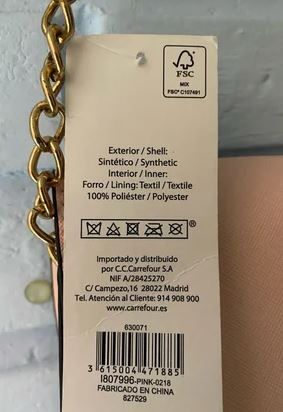 FSC
MIX
FSC® C107491
Exterior / Shell:
Sintético / Synthetic
Interior / Inner:
Forro / Lining: Textil / Textile
100% Poliéster / Polyester
®
Importado y distribuido
por C.C.Carrefour S.A
NIF A/28425270
C/ Campezo,16 28022 Madrid
Tel. Atención al Cliente: 914 908 900
www.carrefour.es
630071
3 615004 471885
I807996-PINK-0218
FABRICADO EN CHINA
827529